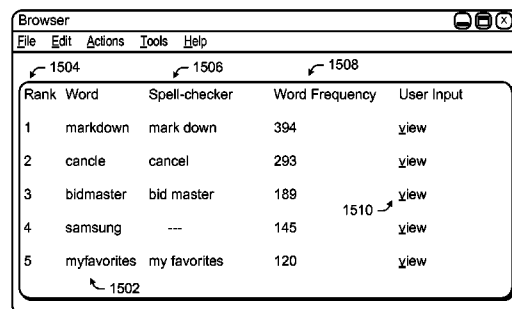 Browser
File Edit Actions Tools Help
1504 1506 1508
Rank Word Spell-checker Word Frequency User Input
1 markdown mark down 394 view
2 cancle cancel 293 view
3 bidmaster bid master 189 view
1510
4 samsung --- 145 view
5 myfavorites my favorites 120 view
1502